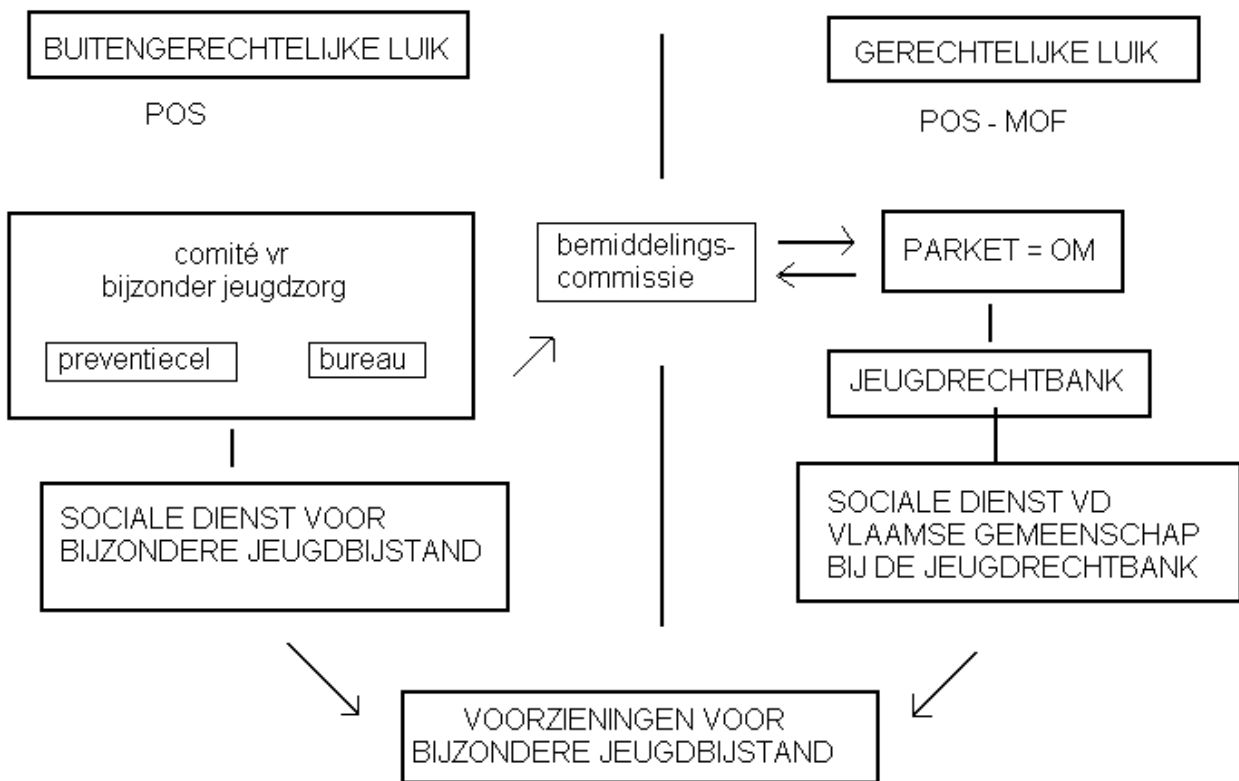 BUITENGERECHTELIJKE LUIK
POS
GERECHTELIJKE LUIK
POS - MOF
comité vr
bijzonder jeugdzorg
preventiecel
bureau
bemiddelings-
commissie
PARKET = OM
JEUGDRECHTBANK
SOCIALE DIENST VOOR
BIJZONDERE JEUGDBIJSTAND
SOCIALE DIENST VD
VLAAMSE GEMEENSCHAP
BIJ DE JEUGDRECHTBANK
VOORZIENINGEN VOOR
BIJZONDERE JEUGDBIJSTAND